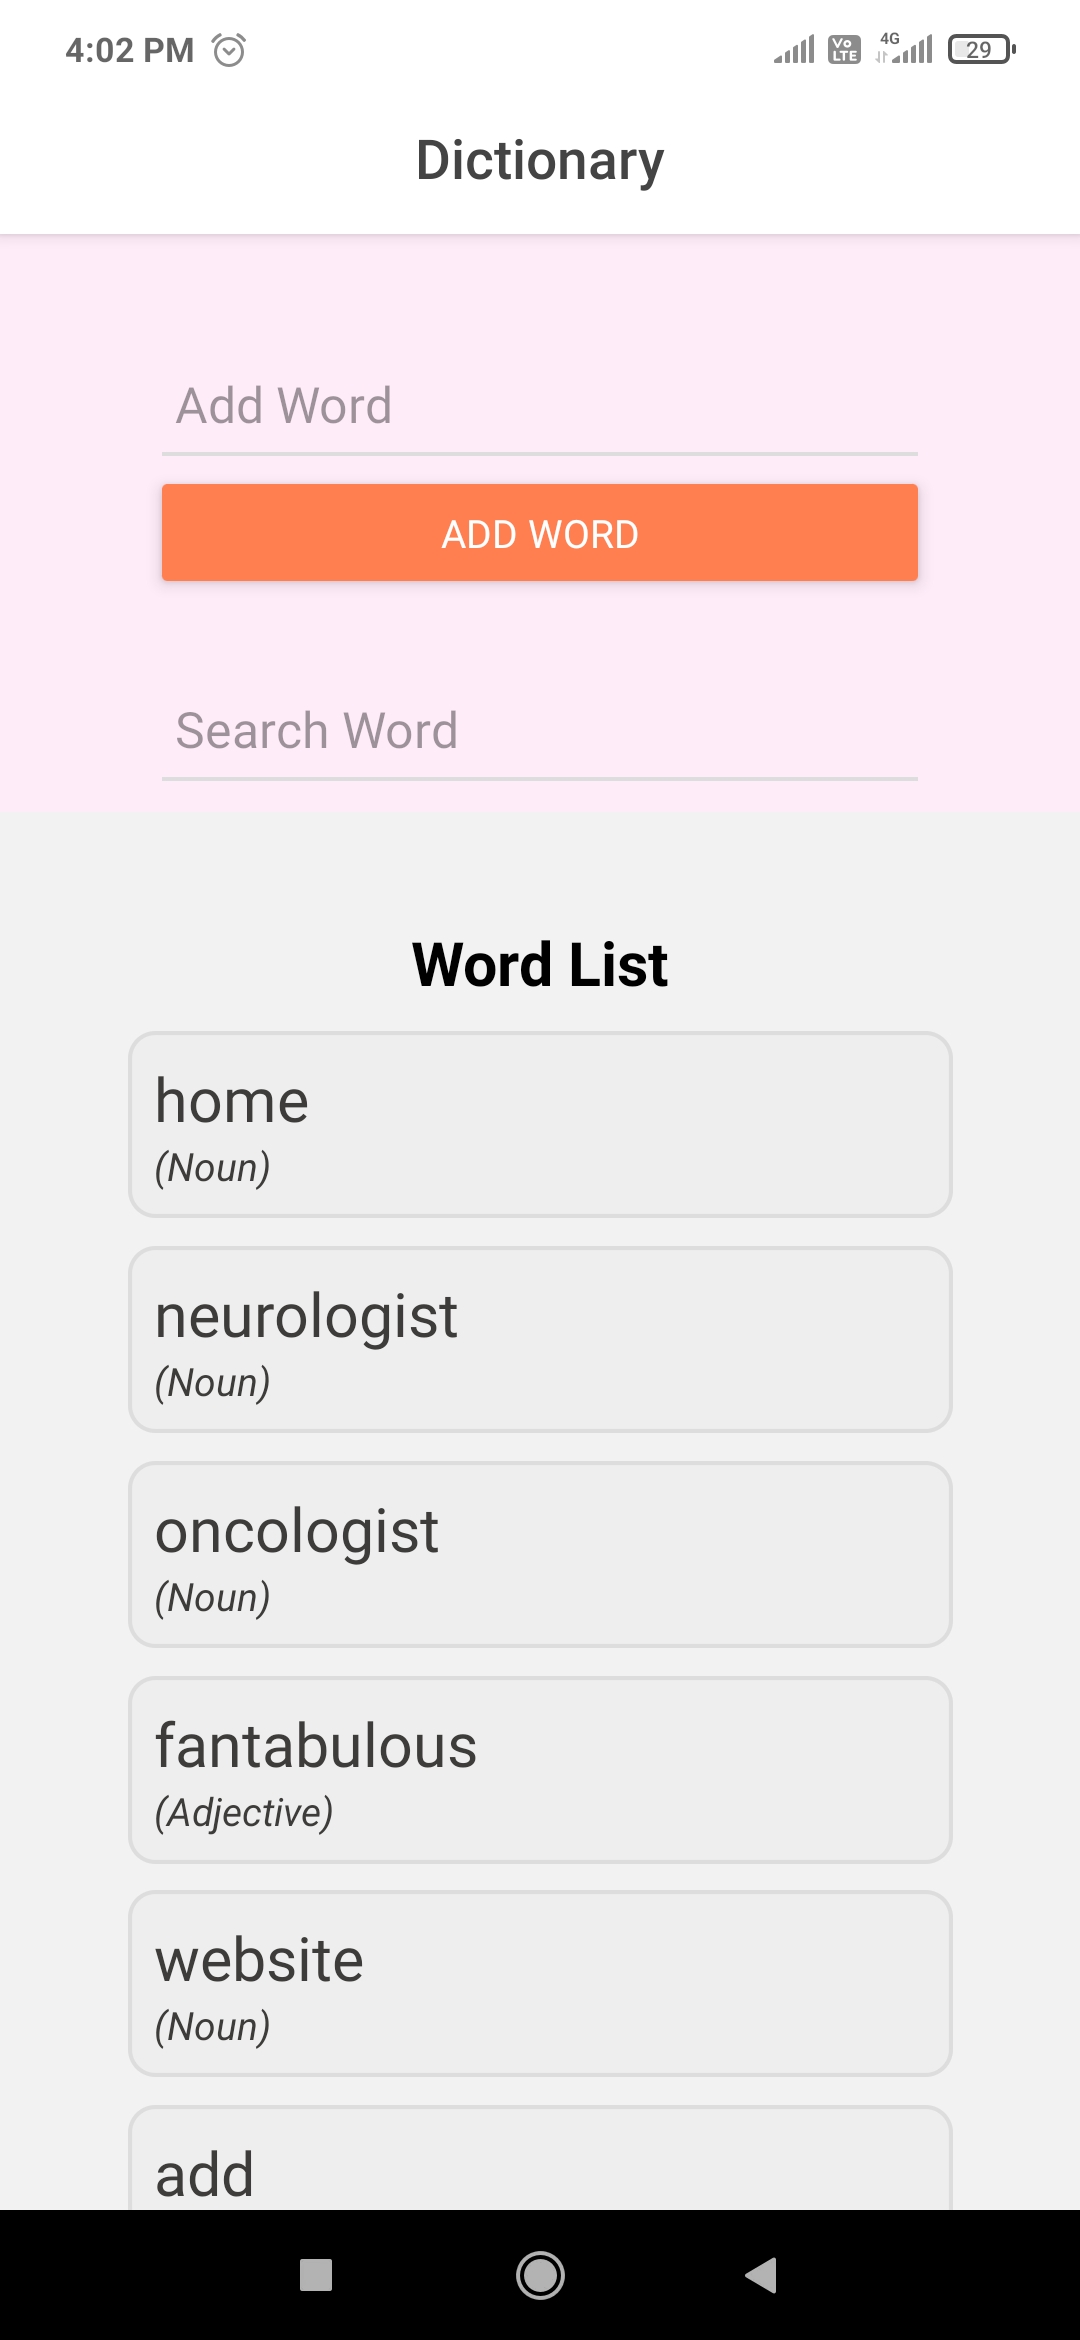 4:02 PM
Vo LTE
4G
29
Dictionary
Add Word
ADD WORD
Search Word
Word List
home
(Noun)
neurologist
(Noun)
oncologist
(Noun)
fantabulous
(Adjective)
website
(Noun)
add